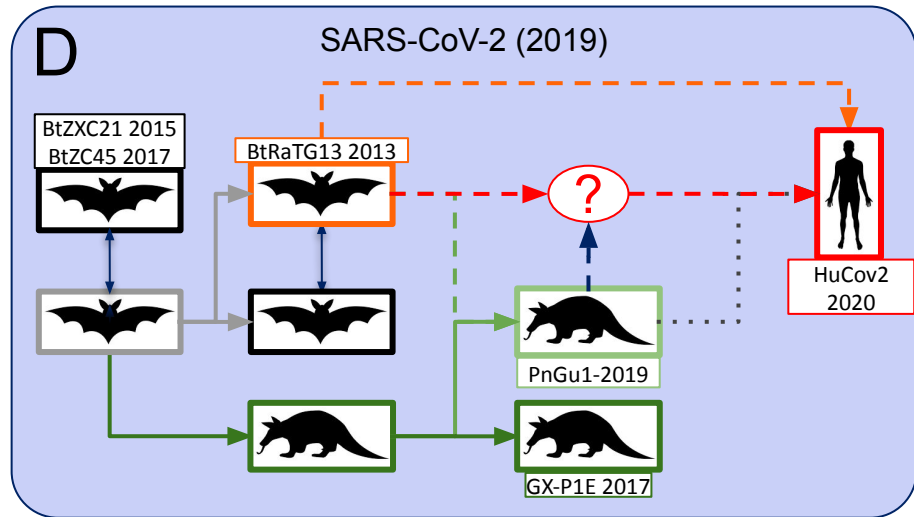 D
SARS-CoV-2 (2019)
BtZXC21 2015
BtZC45 2017
BtRaTG13 2013
?
HuCov2
2020
PnGu1-2019
GX-P1E 2017